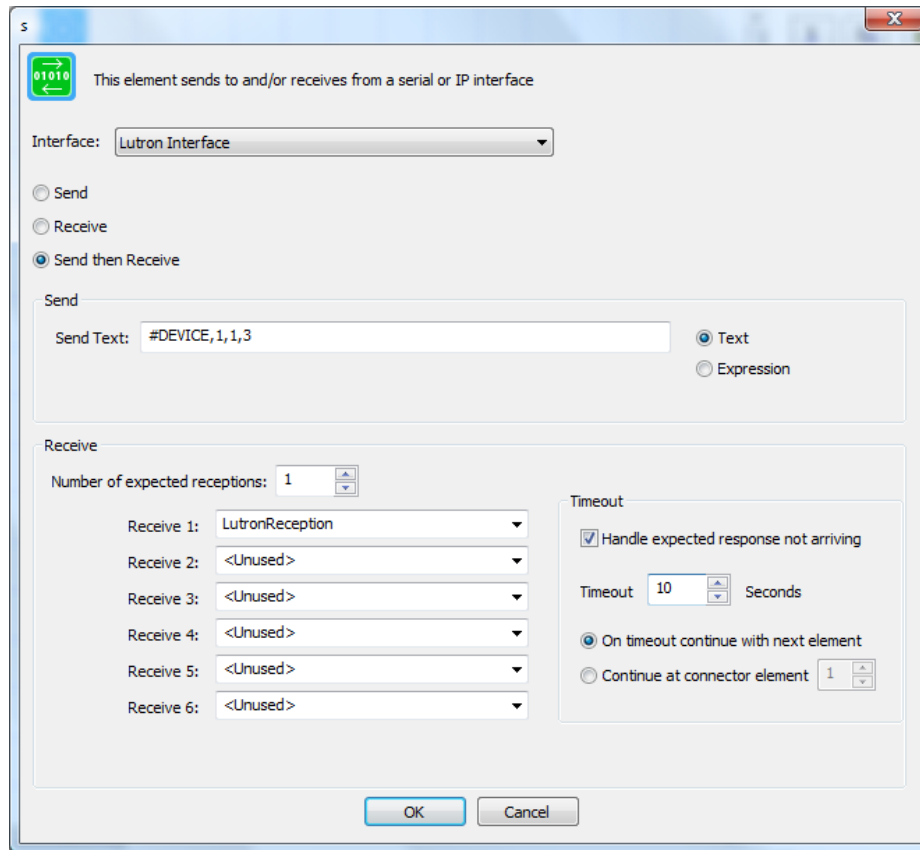 s
01010
This element sends to and/or receives from a serial or IP interface
Interface: Lutron Interface
Send
Receive
Send then Receive
Send
Send Text: #DEVICE,1,1,3
Text
Expression
Receive
Number of expected receptions: 1
Receive 1: LutronReception
Receive 2: <Unused>
Receive 3: <Unused>
Receive 4: <Unused>
Receive 5: <Unused>
Receive 6: <Unused>
Timeout
Handle expected response not arriving
Timeout 10 Seconds
On timeout continue with next element
Continue at connector element 1
OK Cancel